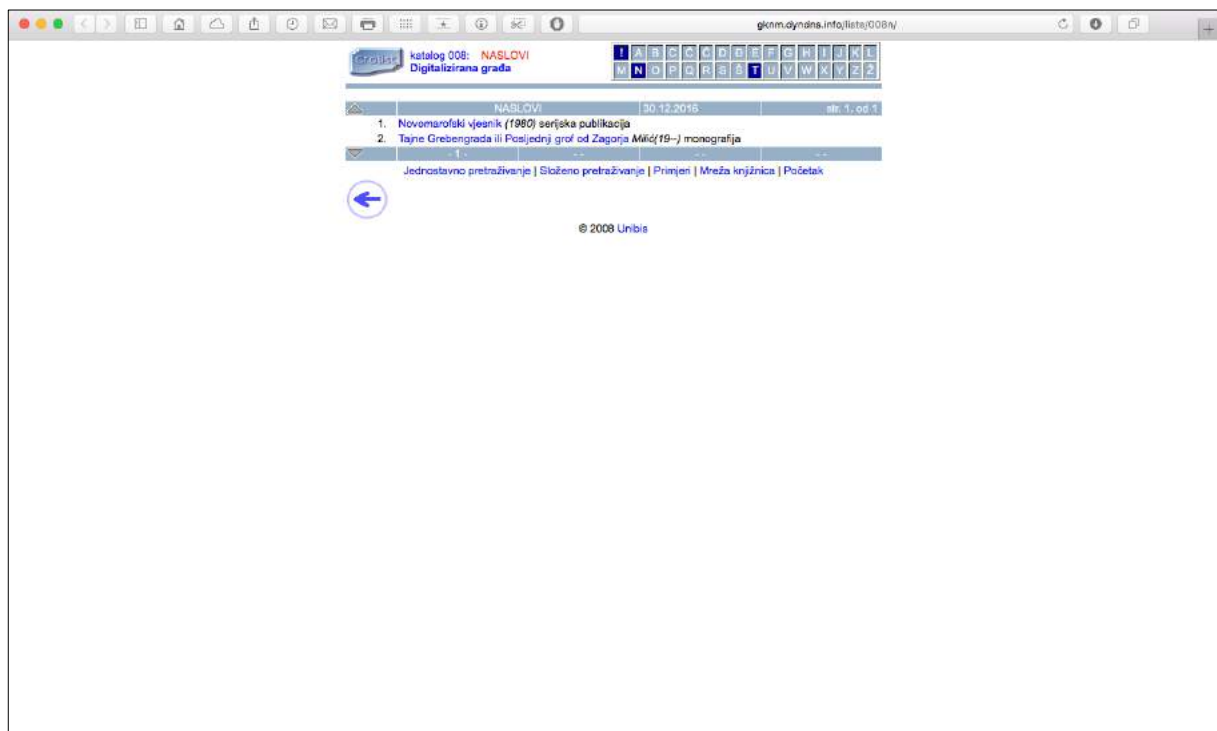 gknm.dyndns.info/lista/008n/
Crolist
katalog 008: NASLOVI
Digitalizirana građa
! A B C Č Ć D Đ E F G H I J K L
M N O P Q R S Š T U V W X Y Z Ž
NASLOVI 30.12.2016 str. 1. od 1
1. Novomarofski vjesnik (1980) serijska publikacija
2. Tajne Grebengrada ili Posljednji grof od Zagorja Milić(19--) monografija
- 1 - - - - - - -
Jednostavno pretraživanje | Složeno pretraživanje | Primjeri | Mreža knjižnica | Početak
© 2008 Unibis